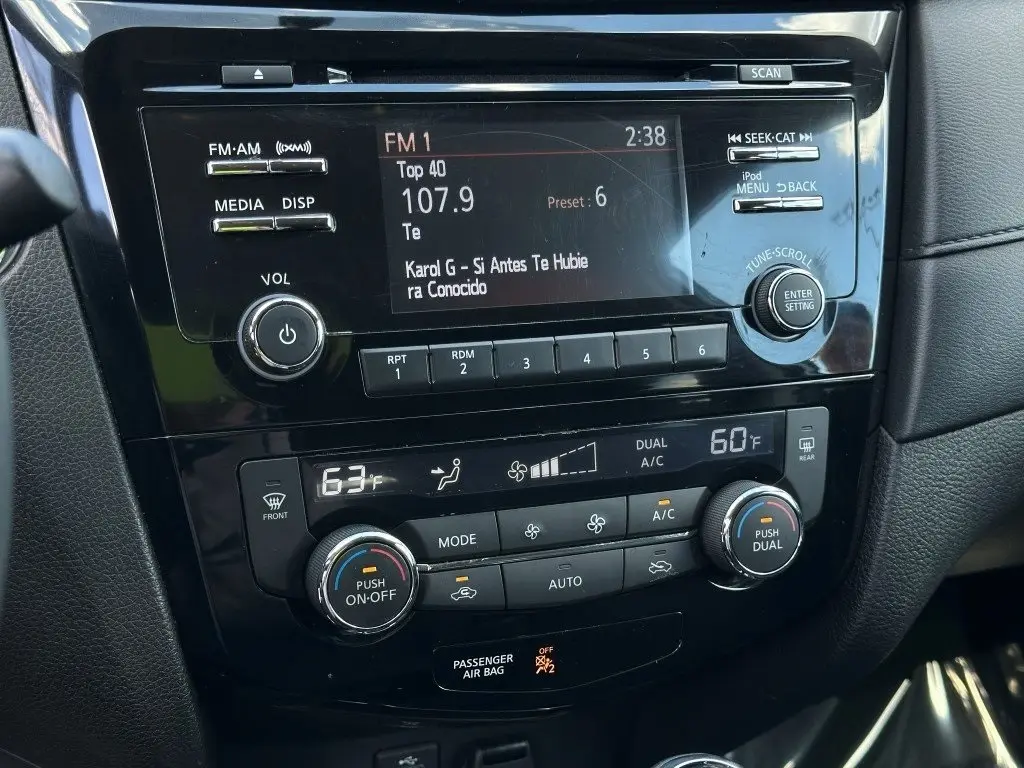 SCAN
FM·AM ((XM))
MEDIA DISP
VOL
FM 1 2:38
Top 40
107.9 Preset : 6
Te
Karol G - Si Antes Te Hubie
ra Conocido
SEEK·CAT
iPod
MENU BACK
TUNE·SCROLL
ENTER
SETTING
RPT
1
RDM
2
3
4
5
6
63°F
DUAL
A/C
60°F
FRONT
REAR
MODE
A/C
PUSH
ON·OFF
AUTO
PUSH
DUAL
PASSENGER
AIR BAG
OFF
2